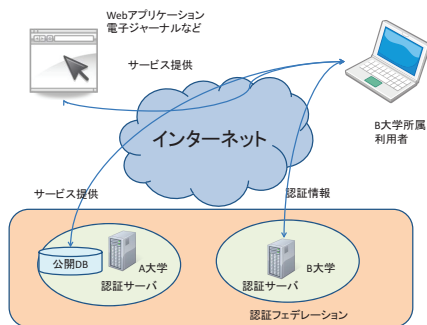 Webアプリケーション
電子ジャーナルなど
サービス提供
インターネット
B大学所属
利用者
サービス提供
認証情報
公開DB
A大学
認証サーバ
B大学
認証サーバ
認証フェデレーション